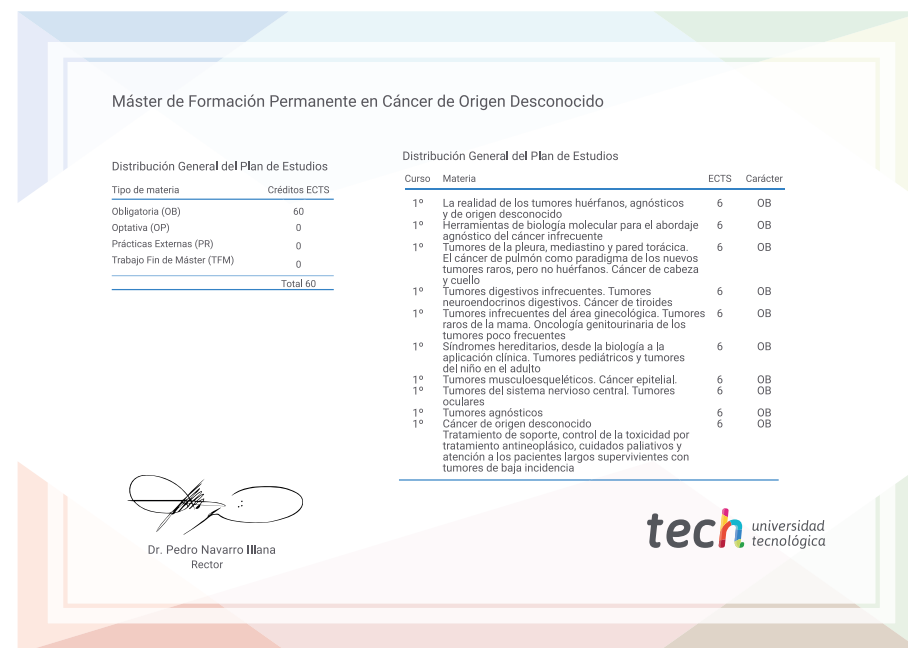 Máster de Formación Permanente en Cáncer de Origen Desconocido
Distribución General del Plan de Estudios
Tipo de materia Créditos ECTS
Obligatoria (OB) 60
Optativa (OP) 0
Prácticas Externas (PR) 0
Trabajo Fin de Máster (TFM) 0
Total 60
Distribución General del Plan de Estudios
Curso Materia ECTS Carácter
1º La realidad de los tumores huérfanos, agnósticos 6 OB
y de origen desconocido
1º Herramientas de biología molecular para el abordaje 6 OB
agnóstico del cáncer infrecuente
1º Tumores de la pleura, mediastino y pared torácica. 6 OB
El cáncer de pulmón como paradigma de los nuevos
tumores raros, pero no huérfanos. Cáncer de cabeza
y cuello
1º Tumores digestivos infrecuentes. Tumores 6 OB
neuroendocrinos digestivos. Cáncer de tiroides
1º Tumores infrecuentes del área ginecológica. Tumores 6 OB
raros de la mama. Oncología genitourinaria de los
tumores poco frecuentes
1º Síndromes hereditarios, desde la biología a la 6 OB
aplicación clínica. Tumores pediátricos y tumores
del niño en el adulto
1º Tumores musculoesqueléticos. Cáncer epitelial. 6 OB
1º Tumores del sistema nervioso central. Tumores 6 OB
oculares
1º Tumores agnósticos 6 OB
1º Cáncer de origen desconocido 6 OB
Tratamiento de soporte, control de la toxicidad por
tratamiento antineoplásico, cuidados paliativos y
atención a los pacientes largos supervivientes con
tumores de baja incidencia
Dr. Pedro Navarro Illana
Rector
tech universidad
tecnológica